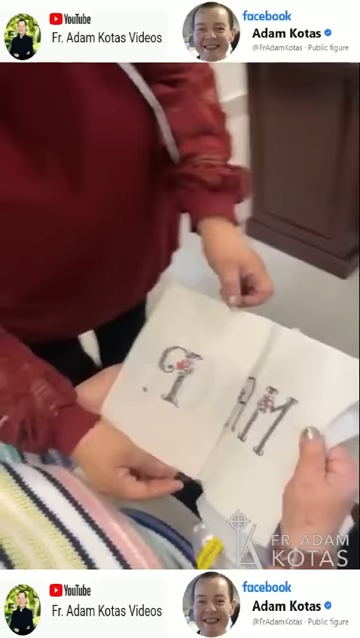 YouTube
Fr. Adam Kotas Videos
facebook
Adam Kotas
@FrAdamKotas · Public figure
FR. ADAM
KOTAS
YouTube
Fr. Adam Kotas Videos
facebook
Adam Kotas
@FrAdamKotas · Public figure